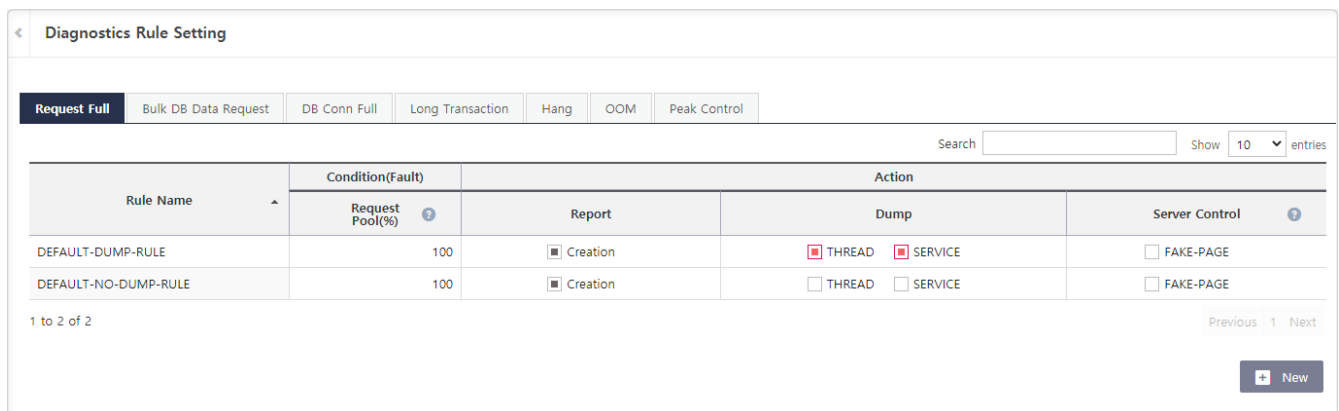 Diagnostics Rule Setting
Request Full Bulk DB Data Request DB Conn Full Long Transaction Hang OOM Peak Control
Search Show 10 entries
Rule Name Condition(Fault) Action
Request Pool(%) ? Report Dump Server Control ?
DEFAULT-DUMP-RULE 100 Creation THREAD SERVICE FAKE-PAGE
DEFAULT-NO-DUMP-RULE 100 Creation THREAD SERVICE FAKE-PAGE
1 to 2 of 2 Previous 1 Next
+ New